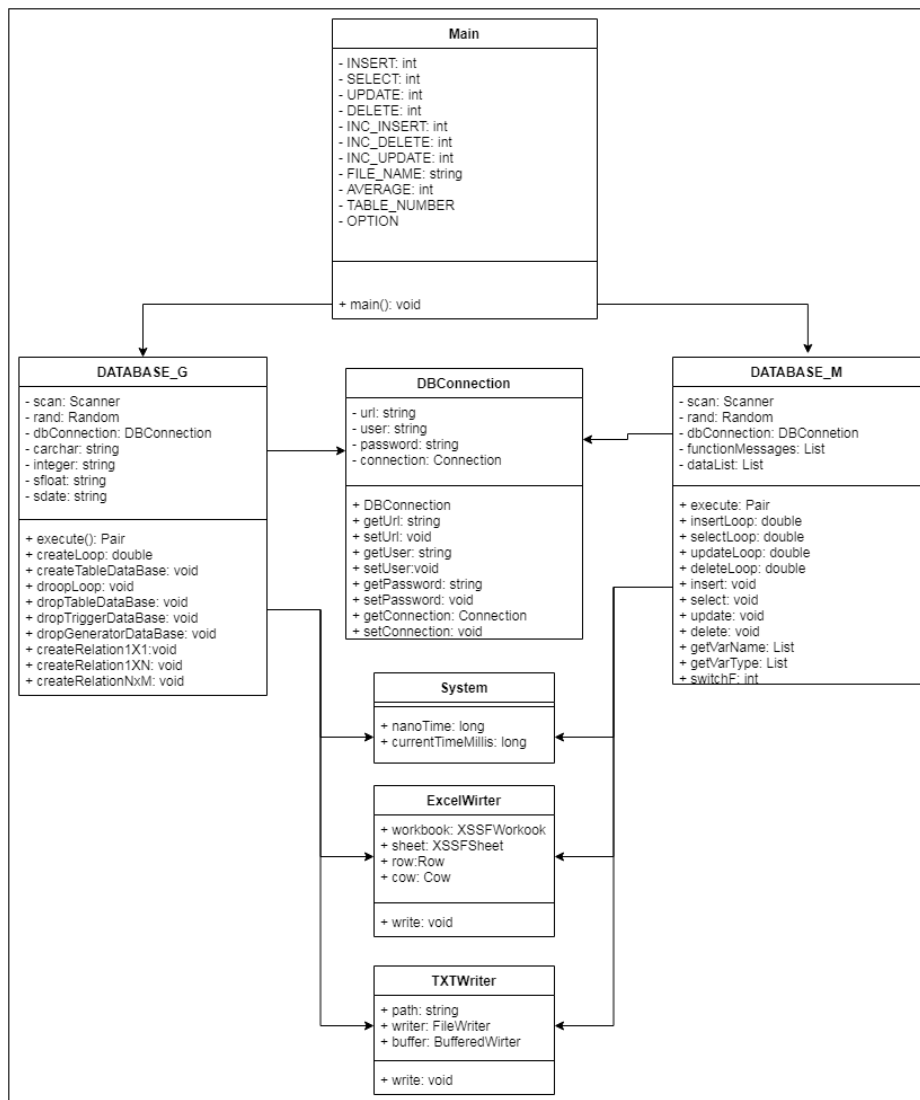 Main
- INSERT: int
- SELECT: int
- UPDATE: int
- DELETE: int
- INC_INSERT: int
- INC_DELETE: int
- INC_UPDATE: int
- FILE_NAME: string
- AVERAGE: int
- TABLE_NUMBER
- OPTION
+ main(): void
DATABASE_G
- scan: Scanner
- rand: Random
- dbConnection: DBConnection
- carchar: string
- integer: string
- sfloat: string
- sdate: string
+ execute(): Pair
+ createLoop: double
+ createTableDataBase: void
+ droopLoop: void
+ dropTableDataBase: void
+ dropTriggerDataBase: void
+ dropGeneratorDataBase: void
+ createRelation1X1:void
+ createRelation1XN: void
+ createRelationNxM: void
DBConnection
- url: string
- user: string
- password: string
- connection: Connection
+ DBConnection
+ getUrl: string
+ setUrl: void
+ getUser: string
+ setUser:void
+ getPassword: string
+ setPassword: void
+ getConnection: Connection
+ setConnection: void
DATABASE_M
- scan: Scanner
- rand: Random
- dbConnection: DBConnetion
- functionMessages: List
- dataList: List
+ execute: Pair
+ insertLoop: double
+ selectLoop: double
+ updateLoop: double
+ deleteLoop: double
+ insert: void
+ select: void
+ update: void
+ delete: void
+ getVarName: List
+ getVarType: List
+ switchF: int
System
+ nanoTime: long
+ currentTimeMillis: long
ExcelWirter
+ workbook: XSSFWorkook
+ sheet: XSSFSheet
+ row:Row
+ cow: Cow
+ write: void
TXTWriter
+ path: string
+ writer: FileWriter
+ buffer: BufferedWirter
+ write: void